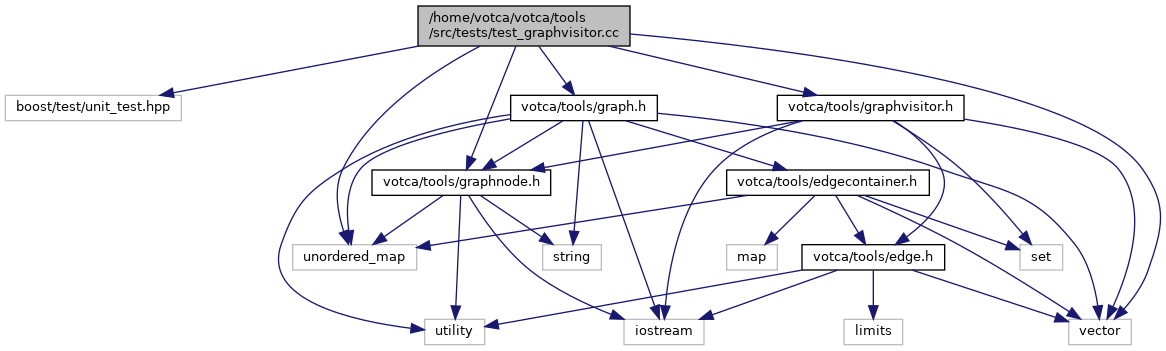 /home/votca/votca/tools
/src/tests/test_graphvisitor.cc
boost/test/unit_test.hpp
votca/tools/graph.h
votca/tools/graphvisitor.h
votca/tools/graphnode.h
votca/tools/edgecontainer.h
unordered_map
string
map
votca/tools/edge.h
set
utility
iostream
limits
vector